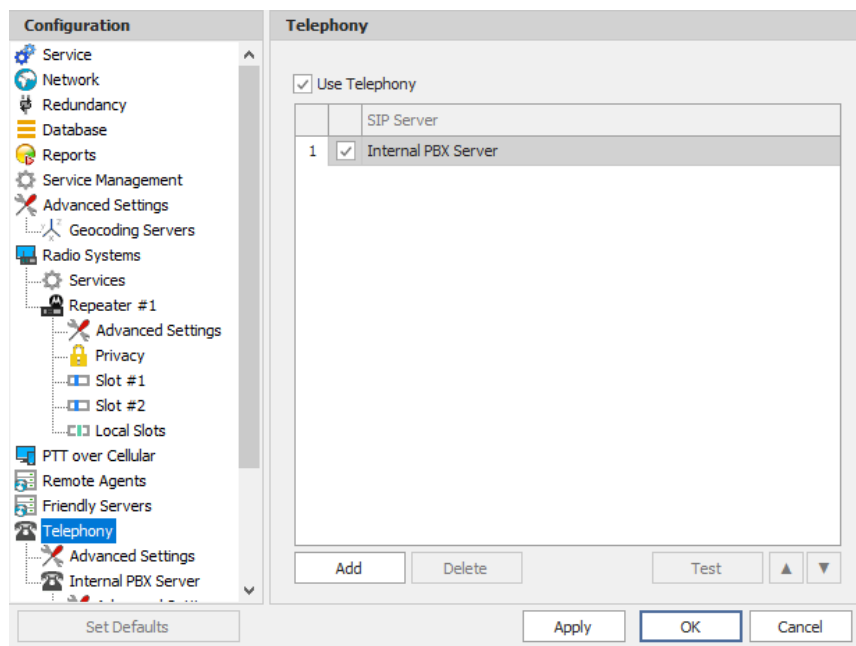 Configuration
Service
Network
Redundancy
Database
Reports
Service Management
Advanced Settings
Geocoding Servers
Radio Systems
Services
Repeater #1
Advanced Settings
Privacy
Slot #1
Slot #2
Local Slots
PTT over Cellular
Remote Agents
Friendly Servers
Telephony
Advanced Settings
Internal PBX Server
Telephony
Use Telephony
SIP Server
1 Internal PBX Server
Add Delete Test
Set Defaults Apply OK Cancel